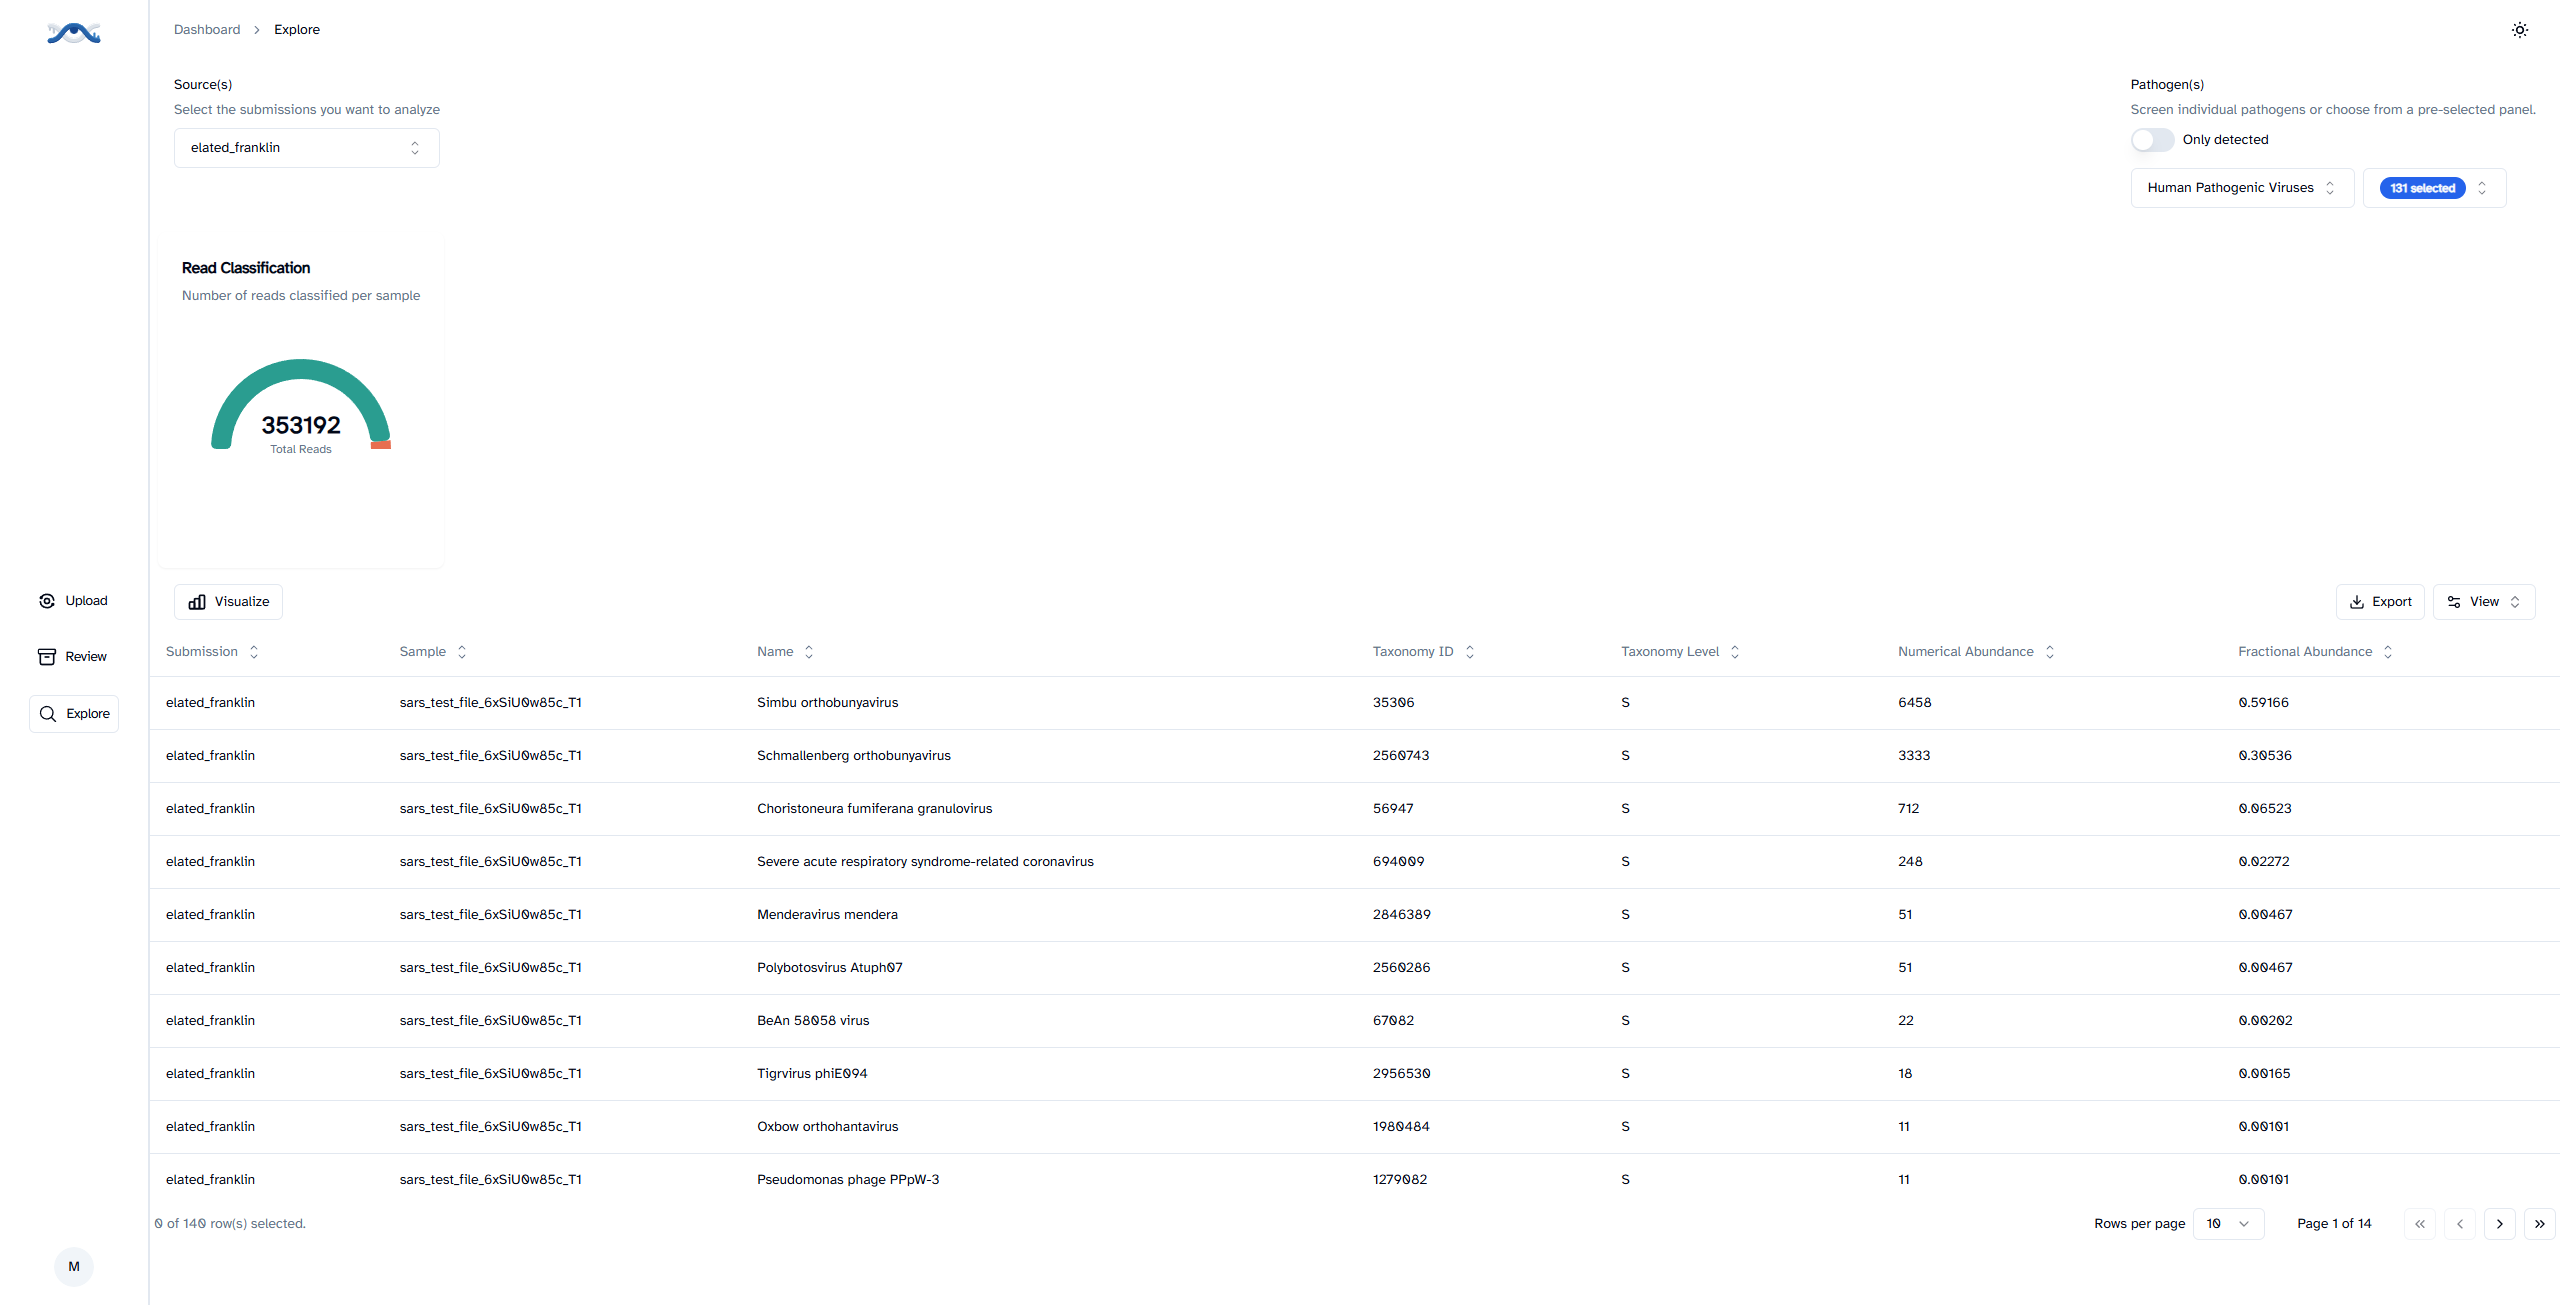 Dashboard > Explore
Source(s)
Select the submissions you want to analyze
elated_franklin
Pathogen(s)
Screen individual pathogens or choose from a pre-selected panel.
Only detected
Human Pathogenic Viruses 131 selected
Read Classification
Number of reads classified per sample
353192
Total Reads
Upload
Review
Explore
M
Visualize Export View
Submission Sample Name Taxonomy ID Taxonomy Level Numerical Abundance Fractional Abundance
elated_franklin sars_test_file_6xSiU0w85c_T1 Simbu orthobunyavirus 35306 S 6458 0.59166
elated_franklin sars_test_file_6xSiU0w85c_T1 Schmallenberg orthobunyavirus 2560743 S 3333 0.30536
elated_franklin sars_test_file_6xSiU0w85c_T1 Choristoneura fumiferana granulovirus 56947 S 712 0.06523
elated_franklin sars_test_file_6xSiU0w85c_T1 Severe acute respiratory syndrome-related coronavirus 694009 S 248 0.02272
elated_franklin sars_test_file_6xSiU0w85c_T1 Menderavirus mendera 2846389 S 51 0.00467
elated_franklin sars_test_file_6xSiU0w85c_T1 Polybotosvirus Atuph07 2560286 S 51 0.00467
elated_franklin sars_test_file_6xSiU0w85c_T1 BeAn 58058 virus 67082 S 22 0.00202
elated_franklin sars_test_file_6xSiU0w85c_T1 Tigrvirus phiE094 2956530 S 18 0.00165
elated_franklin sars_test_file_6xSiU0w85c_T1 Oxbow orthohantavirus 1980484 S 11 0.00101
elated_franklin sars_test_file_6xSiU0w85c_T1 Pseudomonas phage PPpW-3 1279082 S 11 0.00101
0 of 140 row(s) selected. Rows per page 10 Page 1 of 14